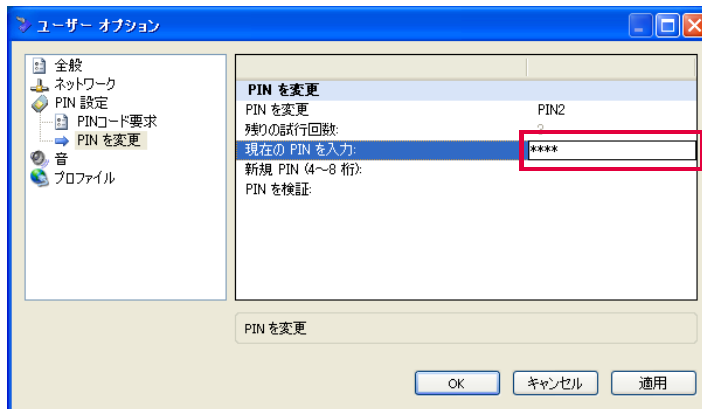 ユーザー オプション
全般
ネットワーク
PIN 設定
PINコード要求
PIN を変更
音
プロファイル
PIN を変更
PIN を変更 PIN2
残りの試行回数: 3
現在の PIN を入力: ****
新規 PIN (4～8 桁):
PIN を検証:
PIN を変更
OK キャンセル 適用